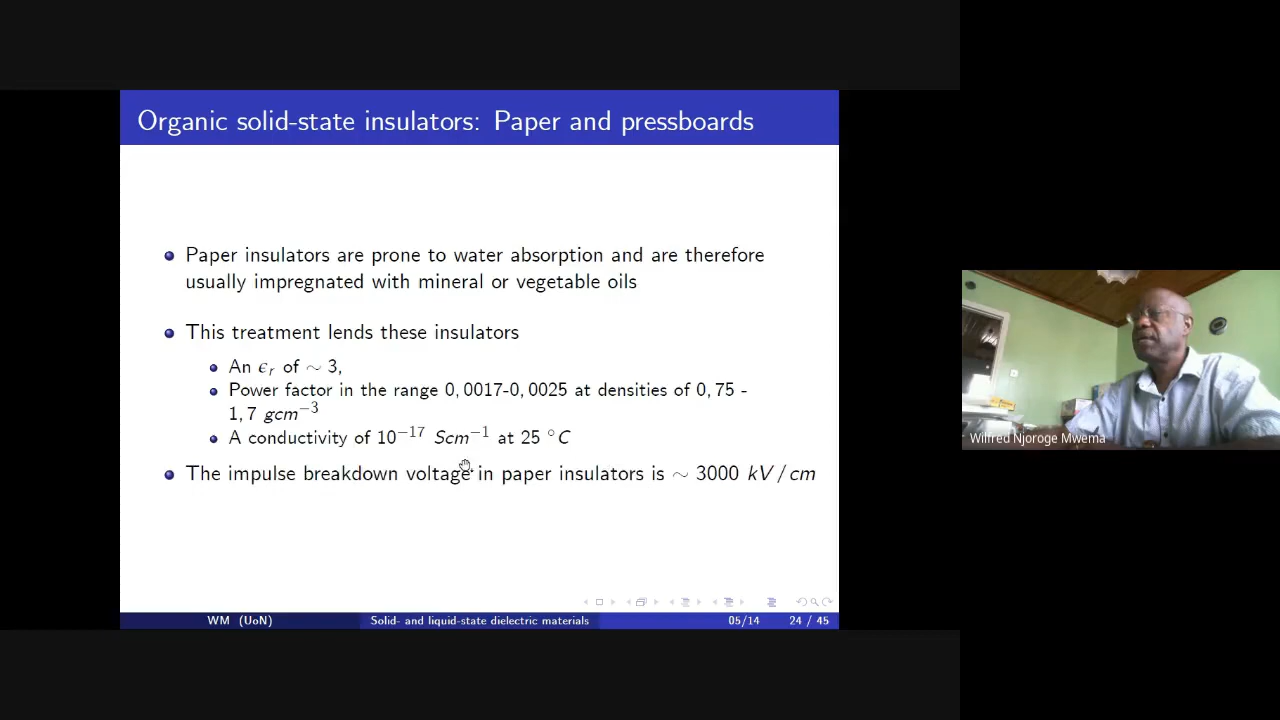 Organic solid-state insulators: Paper and pressboards
Paper insulators are prone to water absorption and are therefore
usually impregnated with mineral or vegetable oils
This treatment lends these insulators
An ϵr of ∼ 3,
Power factor in the range 0, 0017-0, 0025 at densities of 0, 75 -
1, 7 gcm⁻³
A conductivity of 10⁻¹⁷ Scm⁻¹ at 25 °C
The impulse breakdown voltage in paper insulators is ∼ 3000 kV/cm
Wilfred Njoroge Mwema
WM (UoN) Solid- and liquid-state dielectric materials 05/14 24 / 45